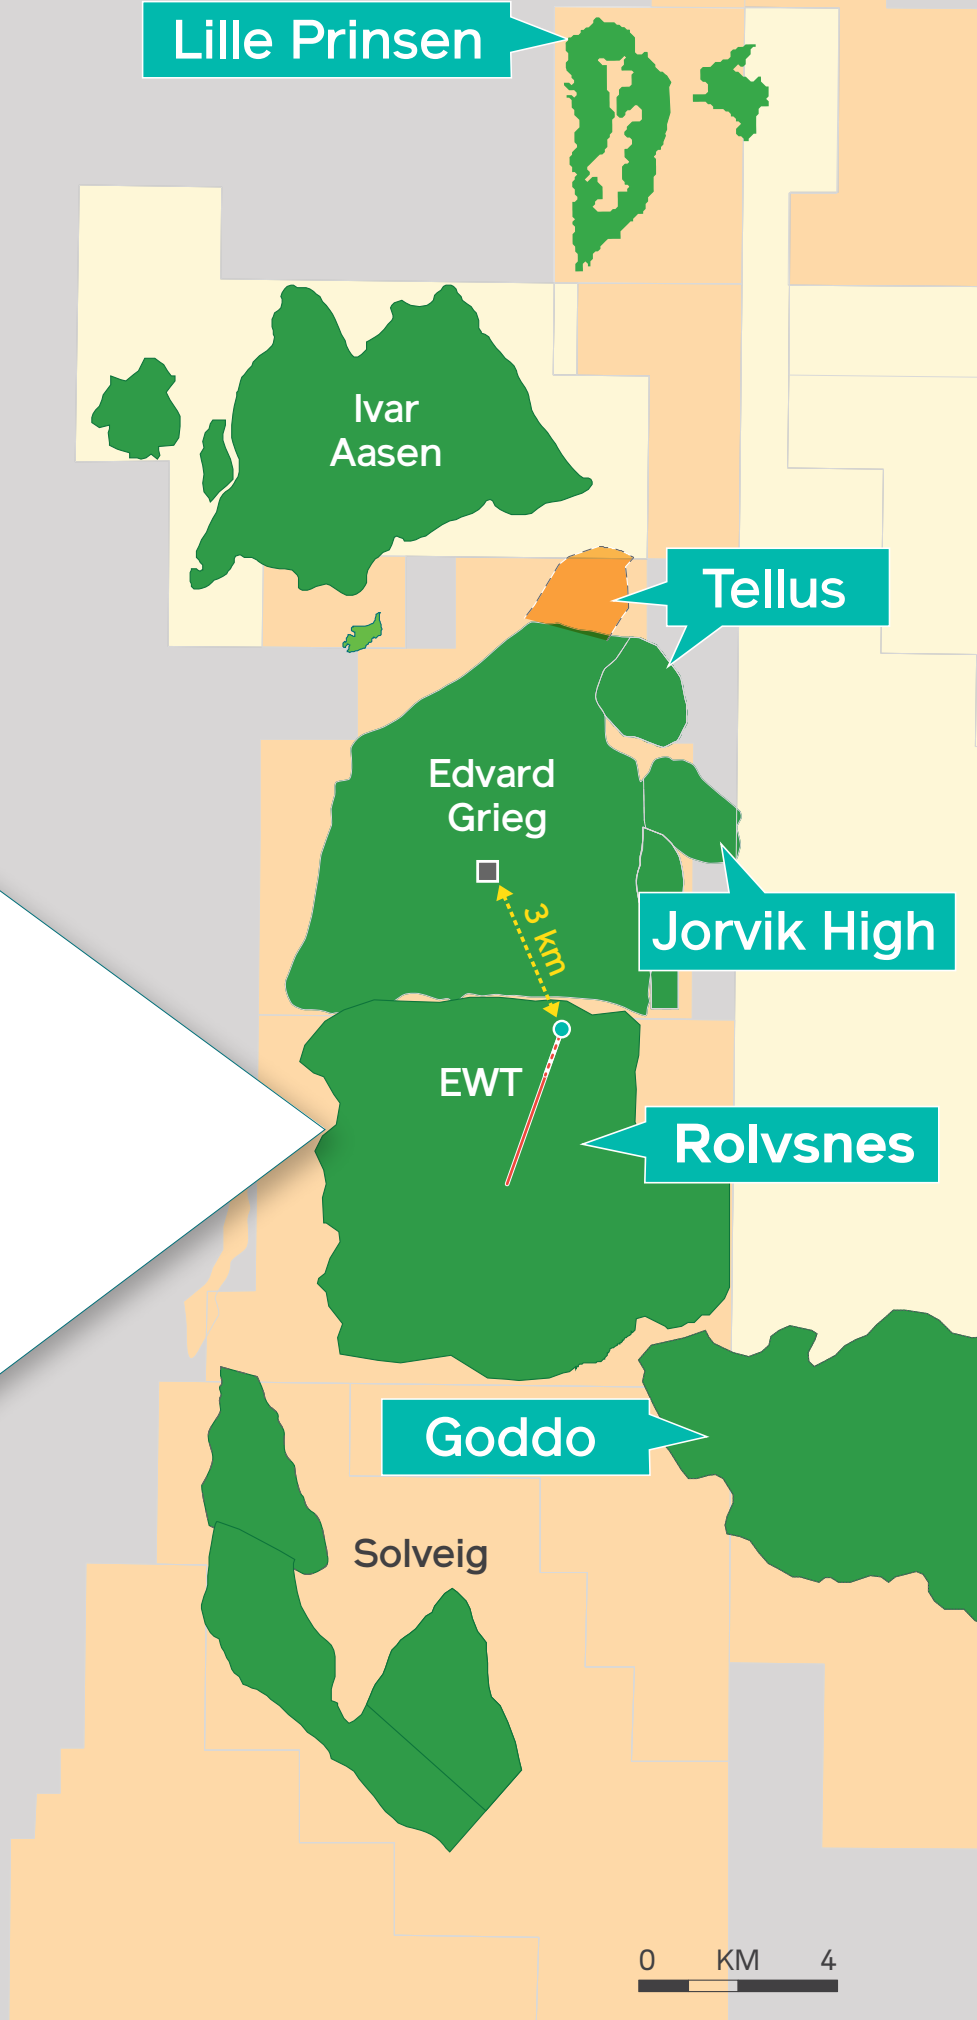 Lille Prinsen
Ivar
Aasen
Tellus
Edvard
Grieg
3 km
Jorvik High
EWT
Rolvsnes
Goddo
Solveig
0 KM 4